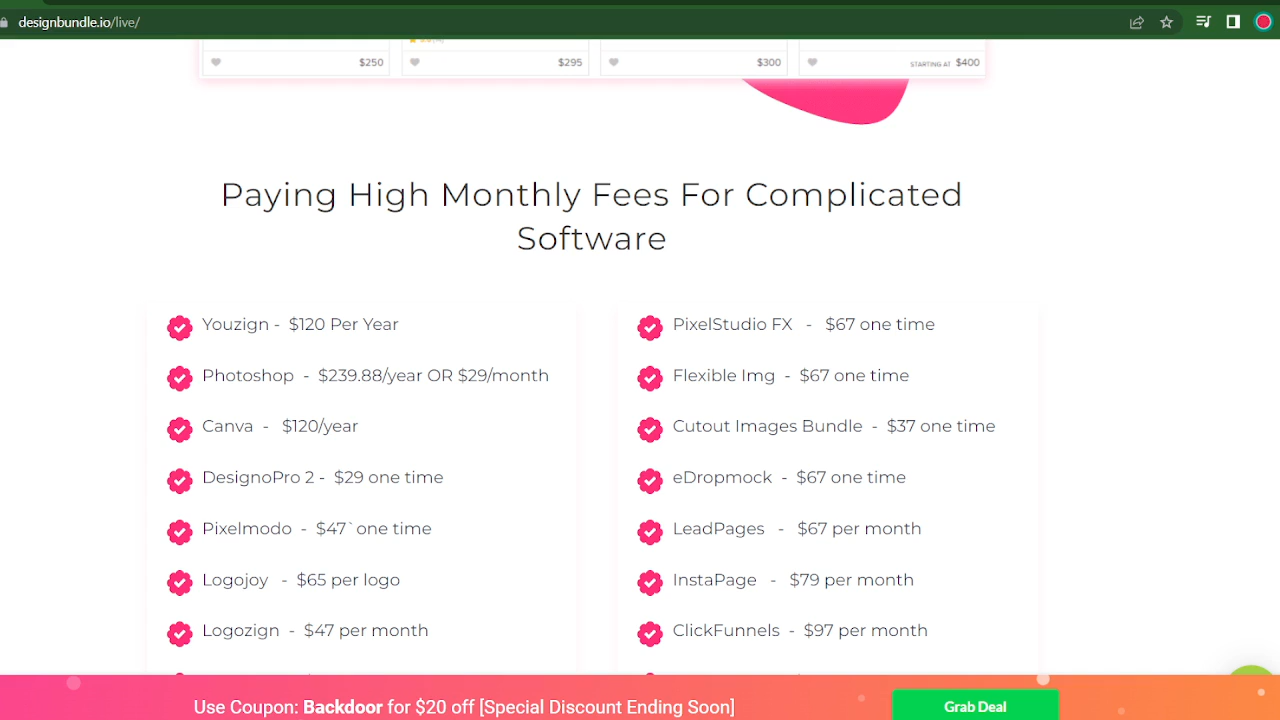 designbundle.io/live/
$250
$295
$300
STARTING AT $400
Paying High Monthly Fees For Complicated
Software
Youzign - $120 Per Year
Photoshop - $239.88/year OR $29/month
Canva - $120/year
DesignoPro 2 - $29 one time
Pixelmodo - $47`one time
Logojoy - $65 per logo
Logozign - $47 per month
PixelStudio FX - $67 one time
Flexible Img - $67 one time
Cutout Images Bundle - $37 one time
eDropmock - $67 one time
LeadPages - $67 per month
InstaPage - $79 per month
ClickFunnels - $97 per month
Use Coupon: Backdoor for $20 off [Special Discount Ending Soon]
Grab Deal